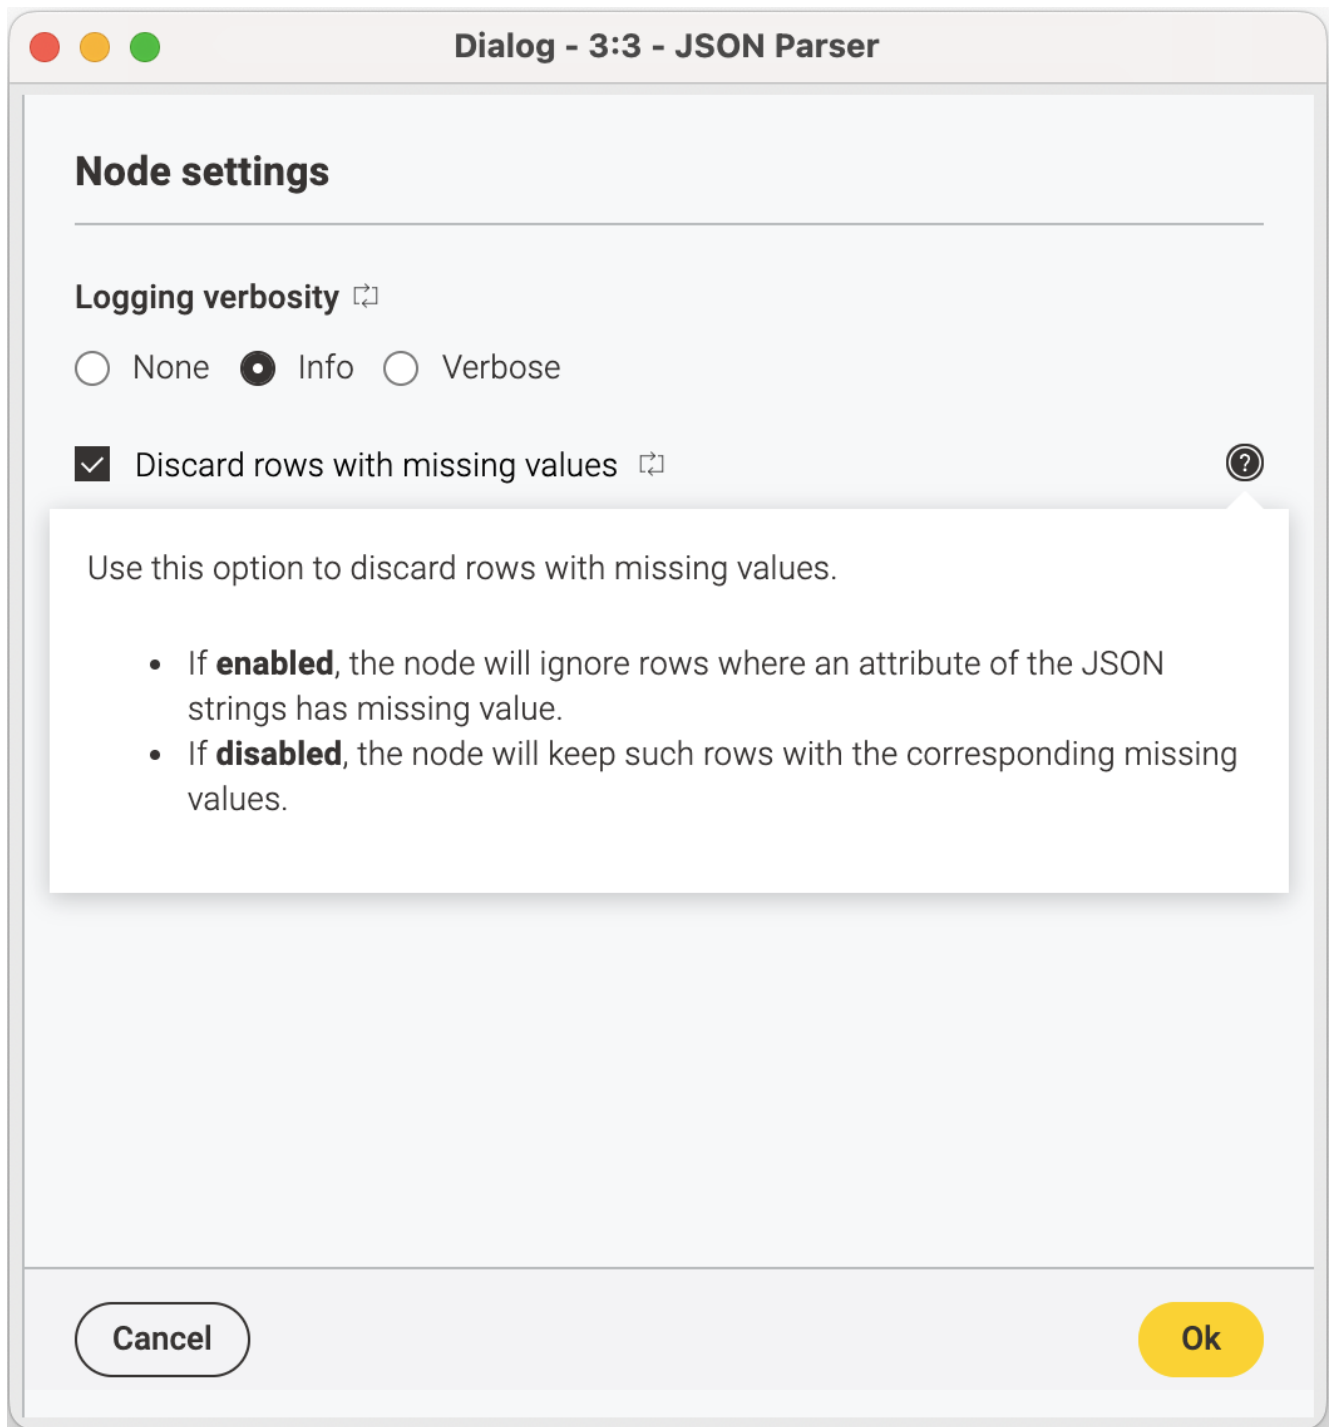 Dialog - 3:3 - JSON Parser
Node settings
Logging verbosity
None Info Verbose
Discard rows with missing values ?
Use this option to discard rows with missing values.
• If enabled, the node will ignore rows where an attribute of the JSON
strings has missing value.
• If disabled, the node will keep such rows with the corresponding missing
values.
Cancel Ok